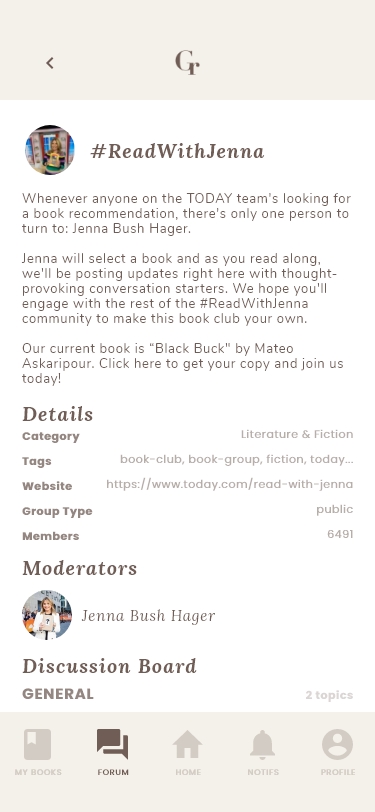 Gr
#ReadWithJenna
Whenever anyone on the TODAY team's looking for
a book recommendation, there's only one person to
turn to: Jenna Bush Hager.
Jenna will select a book and as you read along,
we'll be posting updates right here with thought-
provoking conversation starters. We hope you'll
engage with the rest of the #ReadWithJenna
community to make this book club your own.
Our current book is “Black Buck" by Mateo
Askaripour. Click here to get your copy and join us
today!
Details
Category Literature & Fiction
Tags book-club, book-group, fiction, today...
Website https://www.today.com/read-with-jenna
Group Type public
Members 6491
Moderators
Jenna Bush Hager
Discussion Board
GENERAL 2 topics
MY BOOKS FORUM HOME NOTIFS PROFILE